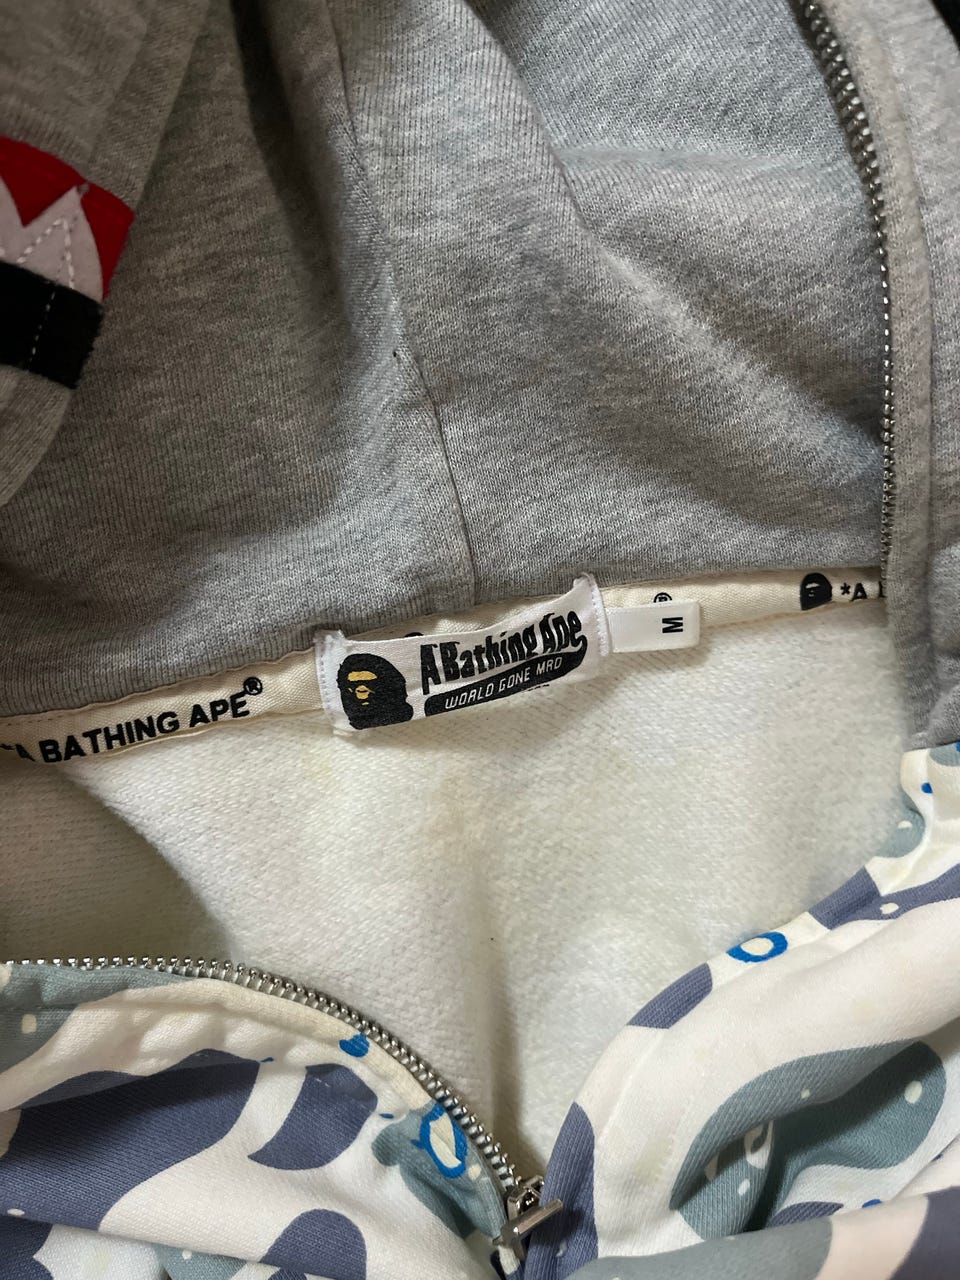 A Bathing Ape
WORLD GONE MAD
M
®
*A
*A BATHING APE®